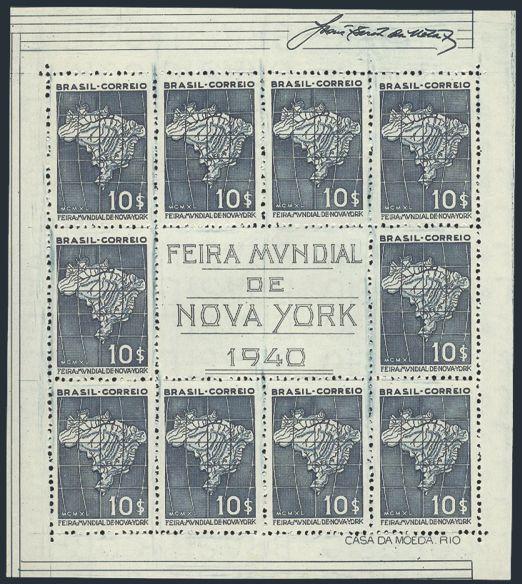 BRASIL-CORREIO BRASIL-CORREIO BRASIL-CORREIO BRASIL-CORREIO
10$ 10$ 10$ 10$
MCMXL MCMXL MCMXL MCMXL
FEIRA MVNDIAL DE NOVA YORK FEIRA MVNDIAL DE NOVA YORK FEIRA MVNDIAL DE NOVA YORK FEIRA MVNDIAL DE NOVA YORK
BRASIL-CORREIO
10$
MCMXL
FEIRA MVNDIAL DE NOVA YORK
FEIRA MVNDIAL
DE
NOVA YORK
1940
BRASIL-CORREIO
10$
MCMXL
FEIRA MVNDIAL DE NOVA YORK
BRASIL-CORREIO BRASIL-CORREIO BRASIL-CORREIO BRASIL-CORREIO
10$ 10$ 10$ 10$
MCMXL MCMXL MCMXL MCMXL
FEIRA MVNDIAL DE NOVA YORK FEIRA MVNDIAL DE NOVA YORK FEIRA MVNDIAL DE NOVA YORK FEIRA MVNDIAL DE NOVA YORK
CASA DA MOEDA. RIO